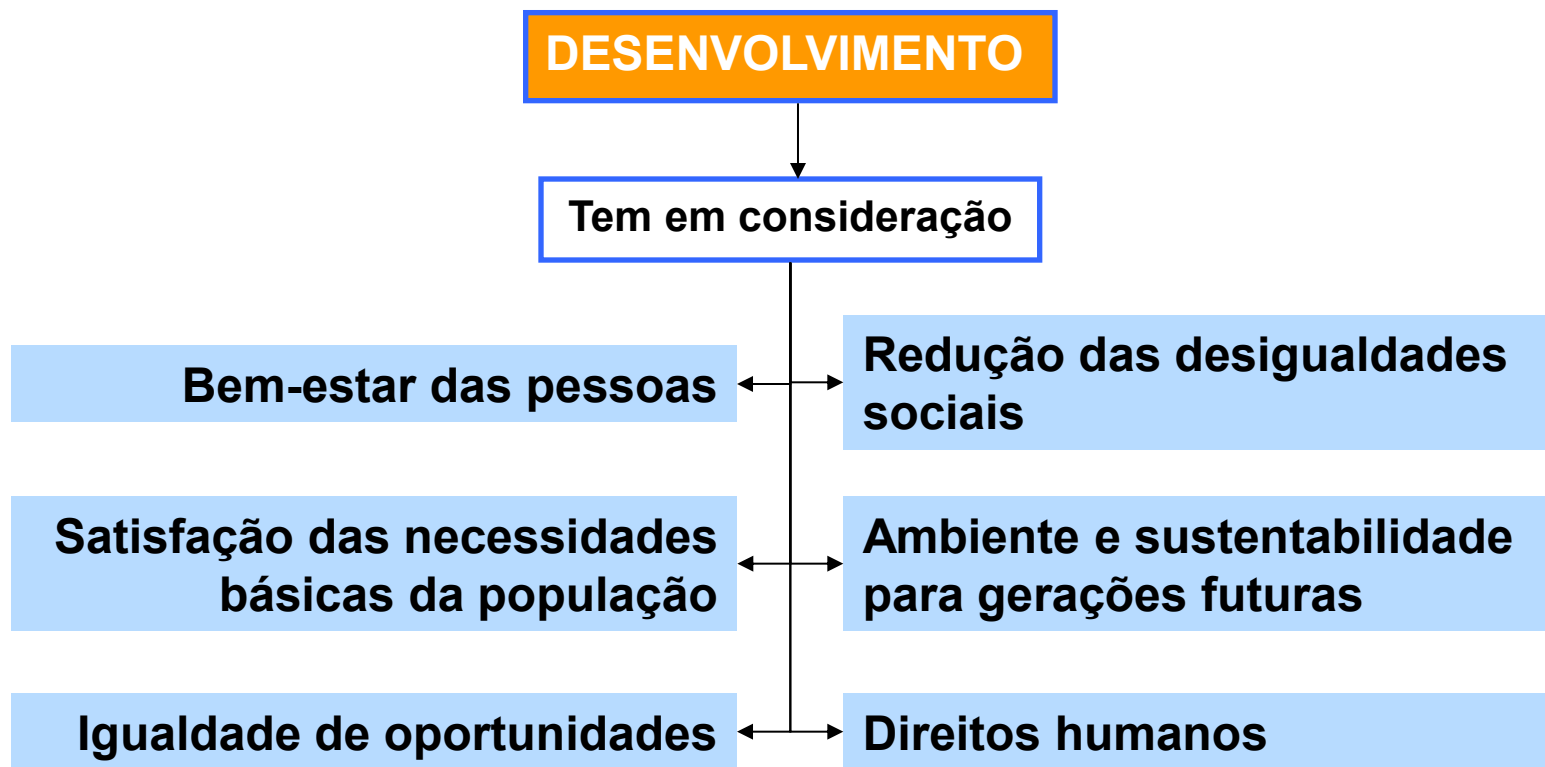 DESENVOLVIMENTO
Tem em consideração
Bem-estar das pessoas
Redução das desigualdades
sociais
Satisfação das necessidades
básicas da população
Ambiente e sustentabilidade
para gerações futuras
Igualdade de oportunidades
Direitos humanos